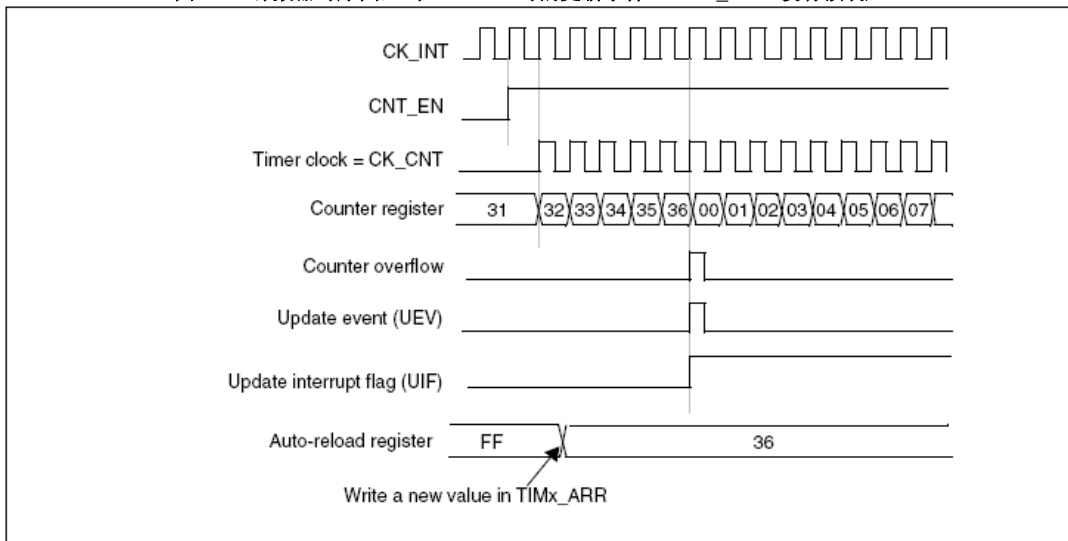 CK_INT
CNT_EN
Timer clock = CK_CNT
Counter register 31 32 33 34 35 36 00 01 02 03 04 05 06 07
Counter overflow
Update event (UEV)
Update interrupt flag (UIF)
Auto-reload register FF 36
Write a new value in TIMx_ARR